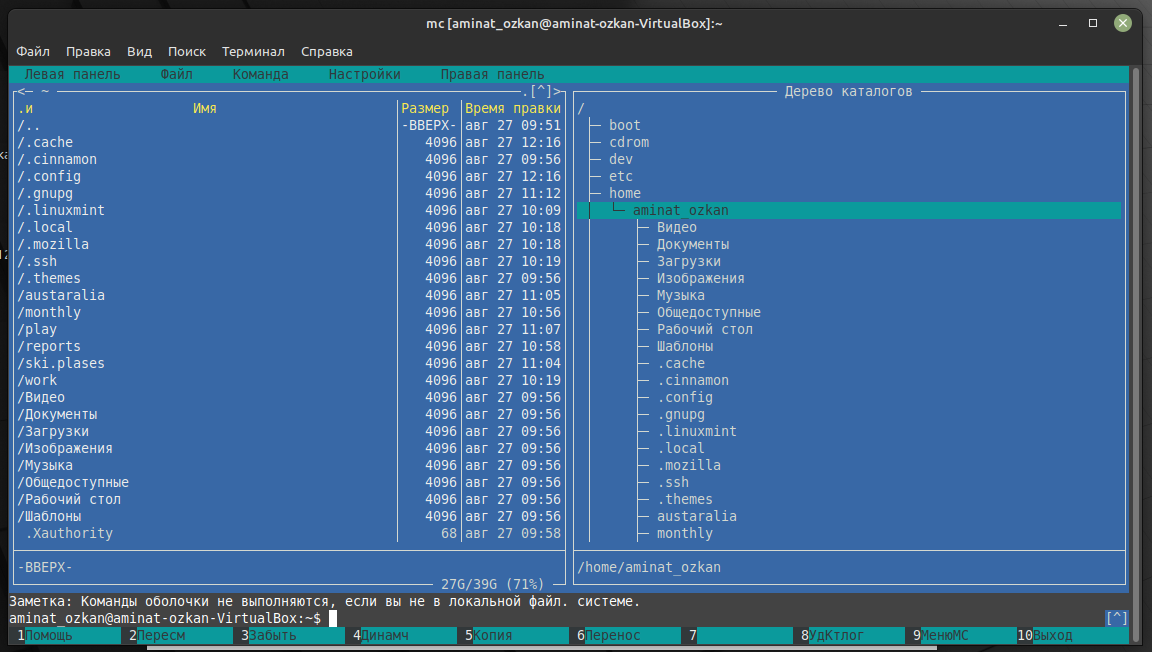 mc [aminat_ozkan@aminat-ozkan-VirtualBox]:~
Файл Правка Вид Поиск Терминал Справка
Левая панель Файл Команда Настройки Правая панель
<─ ~ .[^]> Дерево каталогов
.и Имя Размер Время правки /
/.. -ВВЕРХ- авг 27 09:51 boot
/.cache 4096 авг 27 12:16 cdrom
/.cinnamon 4096 авг 27 09:56 dev
/.config 4096 авг 27 12:16 etc
/.gnupg 4096 авг 27 11:12 home
/.linuxmint 4096 авг 27 10:09 aminat_ozkan
/.local 4096 авг 27 10:18 Видео
/.mozilla 4096 авг 27 10:18 Документы
/.ssh 4096 авг 27 10:19 Загрузки
/.themes 4096 авг 27 09:56 Изображения
/austaralia 4096 авг 27 11:05 Музыка
/monthly 4096 авг 27 10:56 Общедоступные
/play 4096 авг 27 11:07 Рабочий стол
/reports 4096 авг 27 10:58 Шаблоны
/ski.plases 4096 авг 27 11:04 .cache
/work 4096 авг 27 10:19 .cinnamon
/Видео 4096 авг 27 09:56 .config
/Документы 4096 авг 27 09:56 .gnupg
/Загрузки 4096 авг 27 09:56 .linuxmint
/Изображения 4096 авг 27 09:56 .local
/Музыка 4096 авг 27 09:56 .mozilla
/Общедоступные 4096 авг 27 09:56 .ssh
/Рабочий стол 4096 авг 27 09:56 .themes
/Шаблоны 4096 авг 27 09:56 austaralia
.Xauthority 68 авг 27 09:58 monthly
-ВВЕРХ- /home/aminat_ozkan
27G/39G (71%)
Заметка: Команды оболочки не выполняются, если вы не в локальной файл. системе.
aminat_ozkan@aminat-ozkan-VirtualBox:~$ [^]
1Помощь 2Пересм 3Забыть 4Динамч 5Копия 6Перенос 7 8УдКтлог 9МенюМС 10Выход